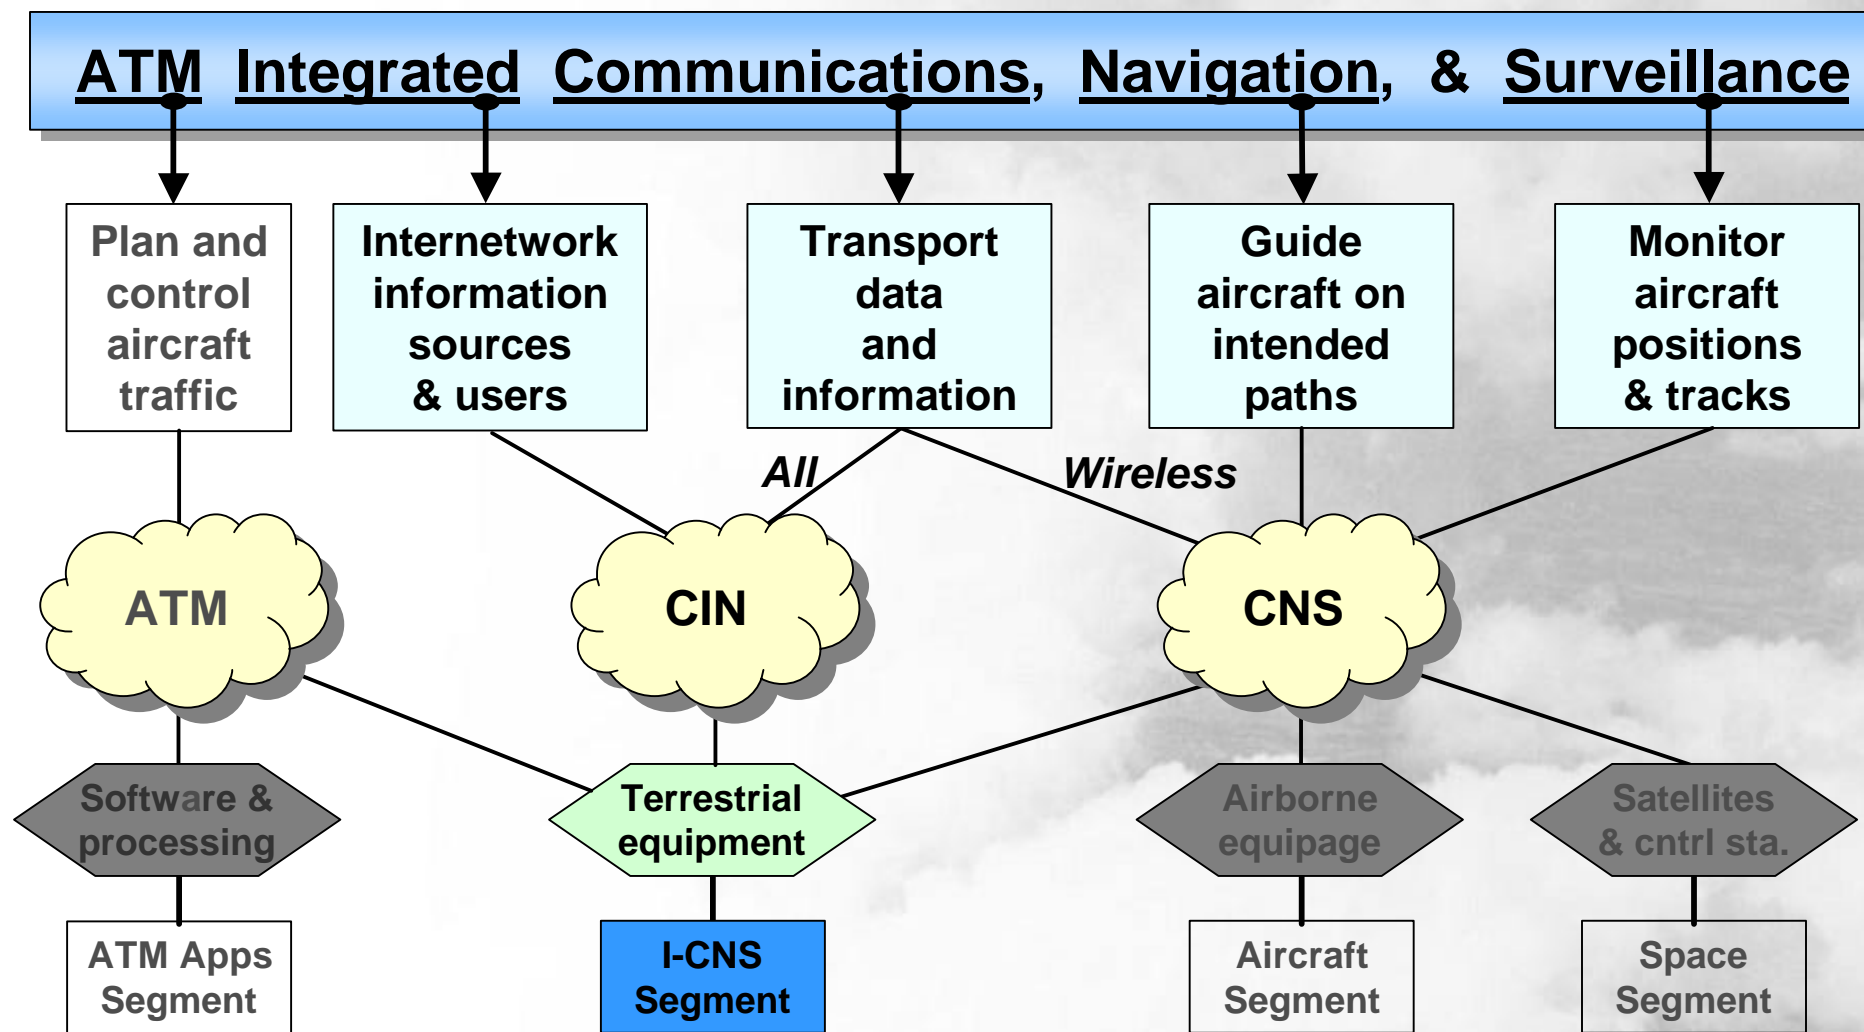 ATM Integrated Communications, Navigation, & Surveillance
Plan and
control
aircraft
traffic
Internetwork
information
sources
& users
Transport
data
and
information
Guide
aircraft on
intended
paths
Monitor
aircraft
positions
& tracks
All
Wireless
ATM
CIN
CNS
Software &
processing
Terrestrial
equipment
Airborne
equipage
Satellites
& cntrl sta.
ATM Apps
Segment
I-CNS
Segment
Aircraft
Segment
Space
Segment